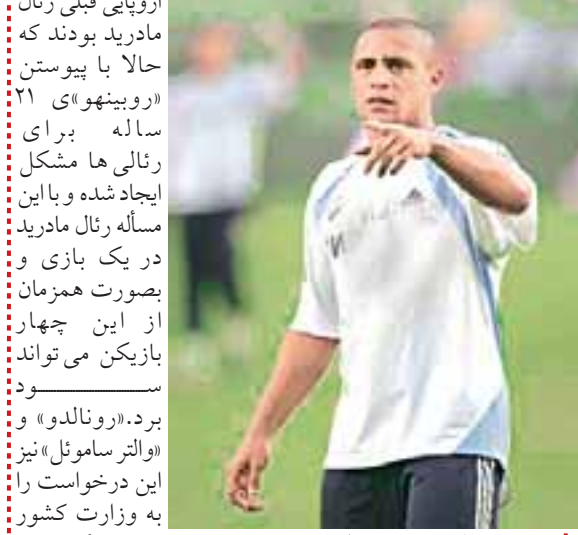 اروپایی قبلی رئال
مادرید بودند که
حالا با پیوستن
«روبینهو»ی ۲۱
ساله برای
رئالی‌ها مشکل
ایجاد شده و با این
مسأله رئال مادرید
در یک بازی و
بصورت همزمان
از این چهار
بازیکن می‌تواند
ســــود
برد.«رونالدو» و
«والتر ساموئل»نیز
این درخواست را
به وزارت کشور